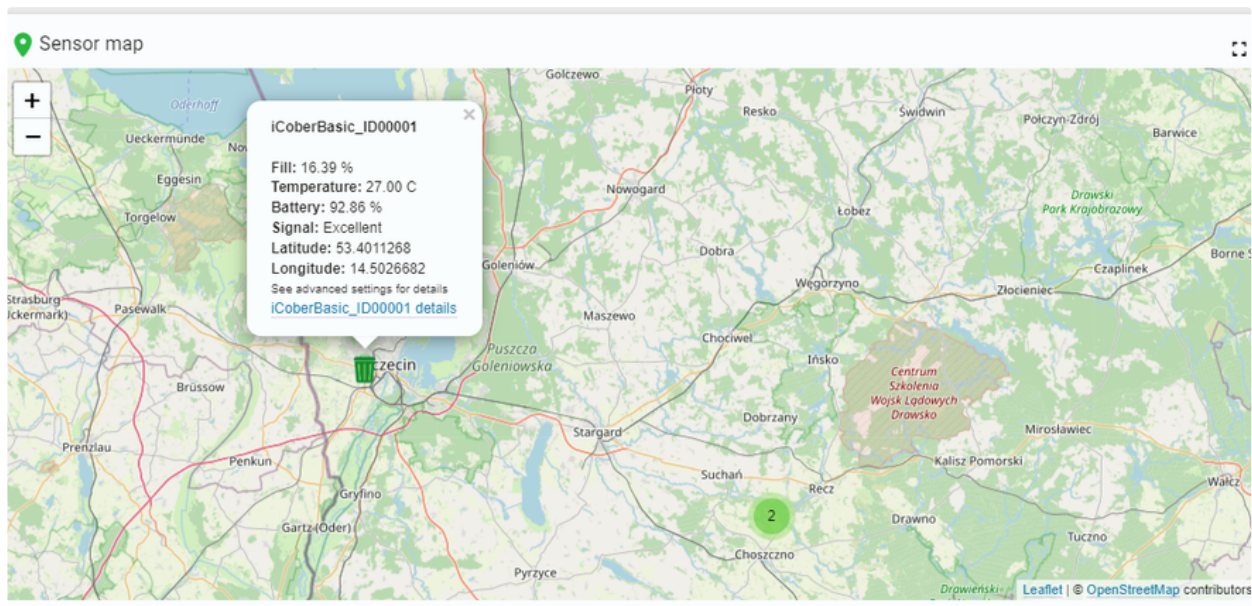 Sensor map
+
−
iCoberBasic_ID00001
×
Fill: 16.39 %
Temperature: 27.00 C
Battery: 92.86 %
Signal: Excellent
Latitude: 53.4011268
Longitude: 14.5026682
See advanced settings for details
iCoberBasic_ID00001 details
Golczewo
Płoty
Resko
Świdwin
Połczyn-Zdrój
Barwice
Oderhoff
Ueckermünde
Eggesin
Torgelow
Nowogard
Łobez
Drawski
Park Krajobrazowy
Dobra
Goleniów
Węgorzyno
Czaplinek
Borne
Złocieniec
Strasburg
Pasewalk
Maszewo
Chociwel
Puszcza
Goleniowska
Ińsko
Centrum
Szkolenia
Wojsk Lądowych
Drawsko
czecin
Brüssow
Dobrzany
Stargard
Mirosławiec
Prenzlau
Penkun
Suchań
Kalisz Pomorski
Recz
Wałcz
Gryfino
2
Gartz (Oder)
Drawno
Tuczno
Choszczno
Pyrzyce
Drawieński
Leaflet | © OpenStreetMap contributors